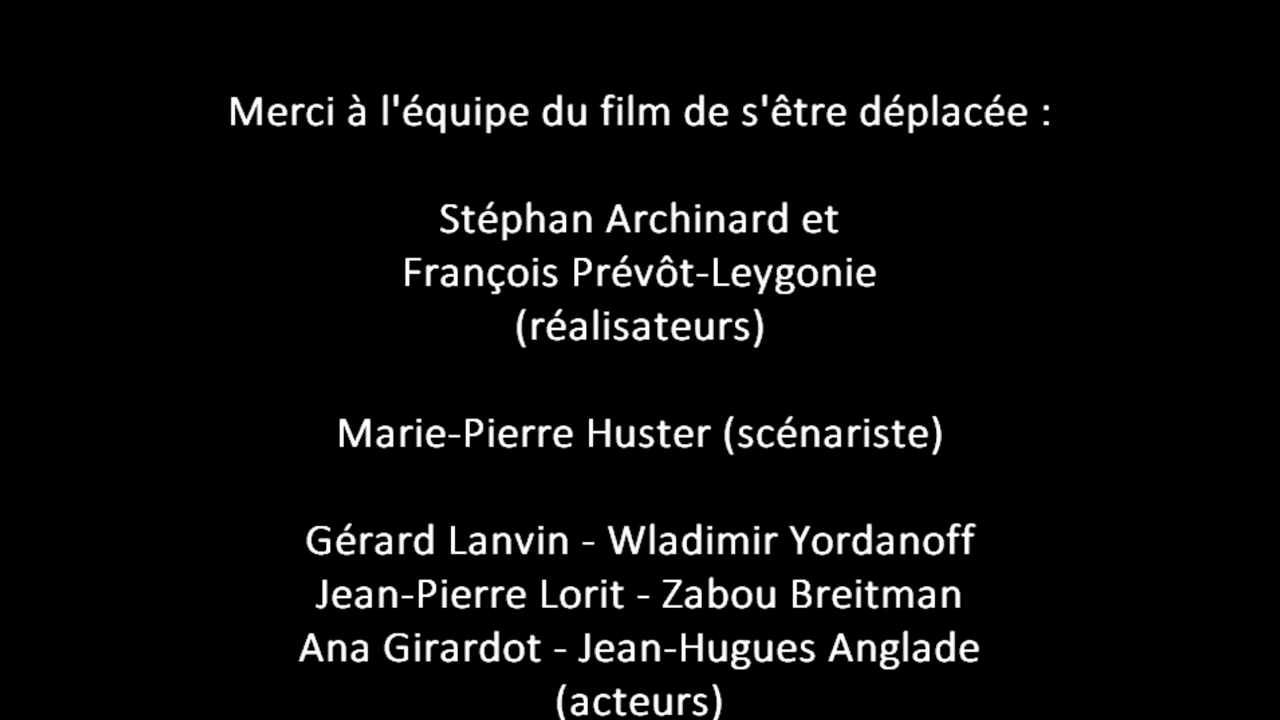 Merci à l'équipe du film de s'être déplacée :
Stéphan Archinard et
François Prévôt-Leygonie
(réalisateurs)
Marie-Pierre Huster (scénariste)
Gérard Lanvin - Wladimir Yordanoff
Jean-Pierre Lorit - Zabou Breitman
Ana Girardot - Jean-Hugues Anglade
(acteurs)